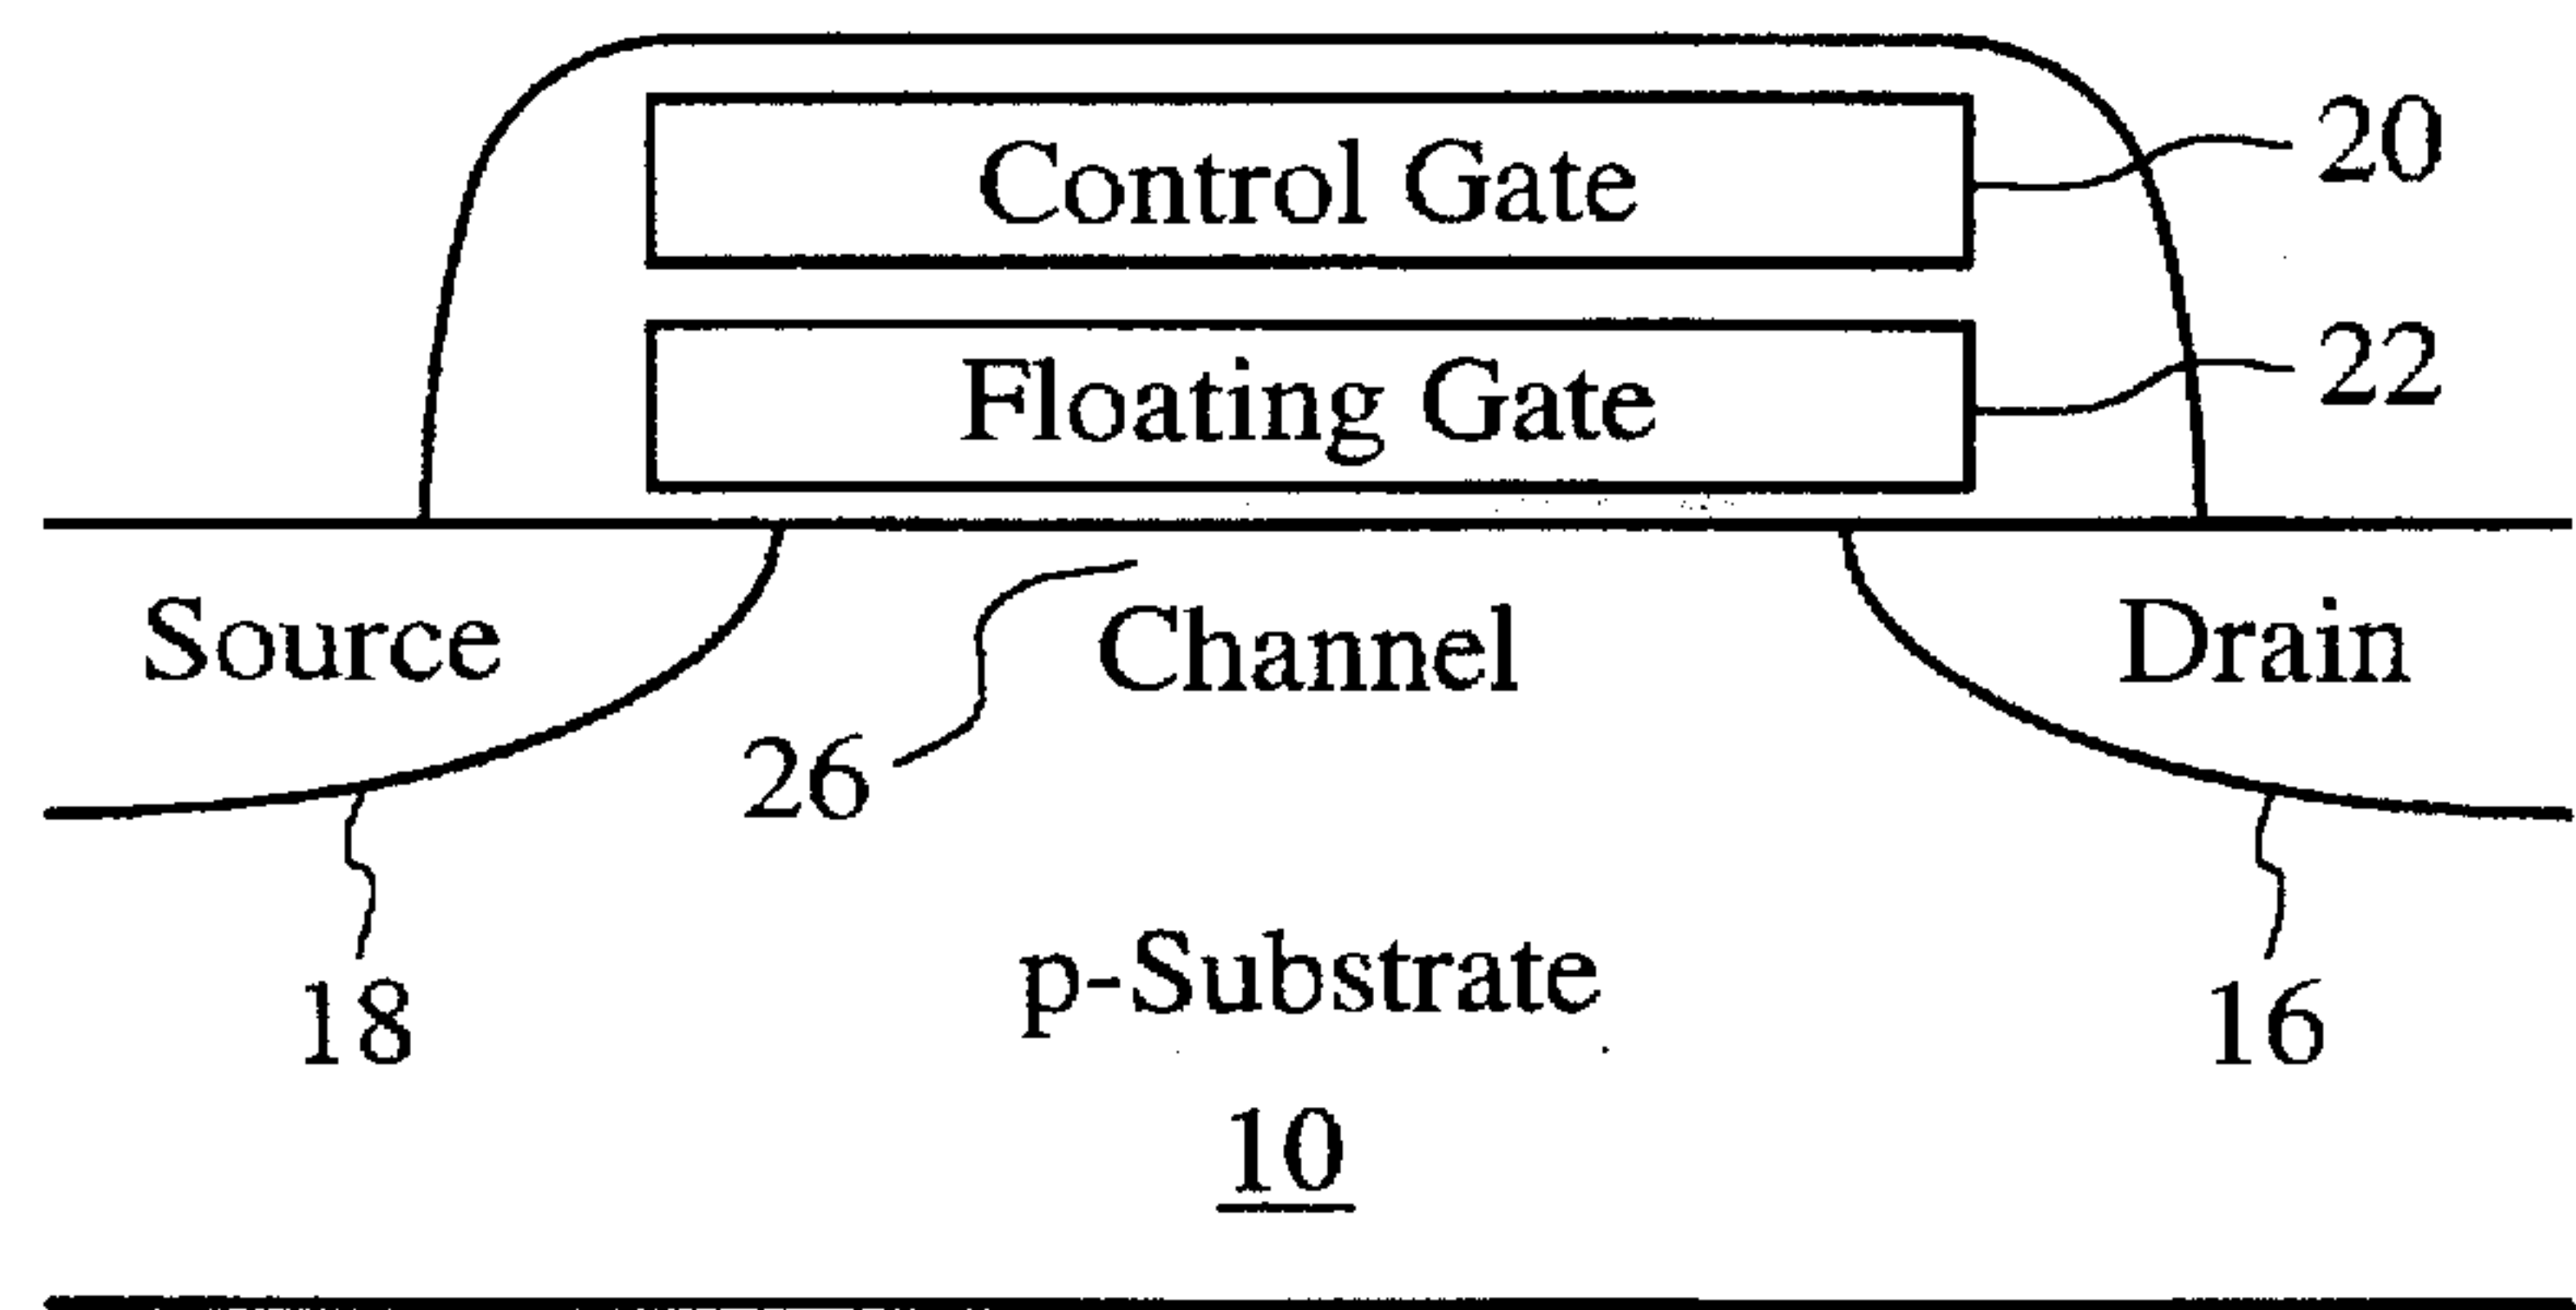 Control Gate
20
Floating Gate
22
Source
Channel
Drain
26
18
p-Substrate
16
10